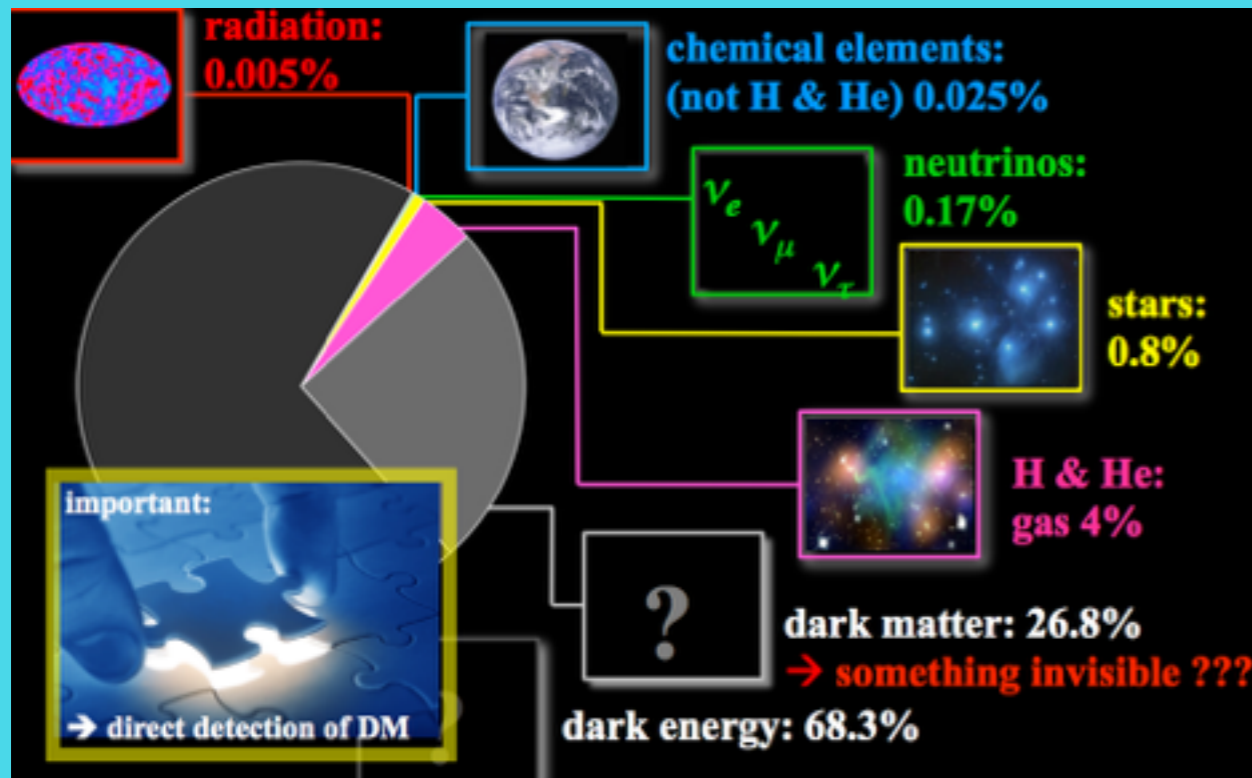 radiation:
0.005%
chemical elements:
(not H & He) 0.025%
neutrinos:
0.17%
νe
νμ
ντ
stars:
0.8%
H & He:
gas 4%
?
dark matter: 26.8%
→ something invisible ???
dark energy: 68.3%
important:
→ direct detection of DM
?